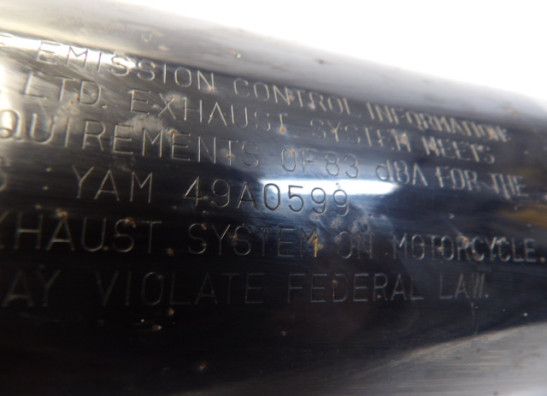 E EMISSION CONTROL INFORMATION
LTD. EXHAUST SYSTEM MEETS
QUIREMENTS OF 83 dBA FOR THE
S : YAM 49A0599
XHAUST SYSTEM ON MOTORCYCLE.
AY VIOLATE FEDERAL LAW.